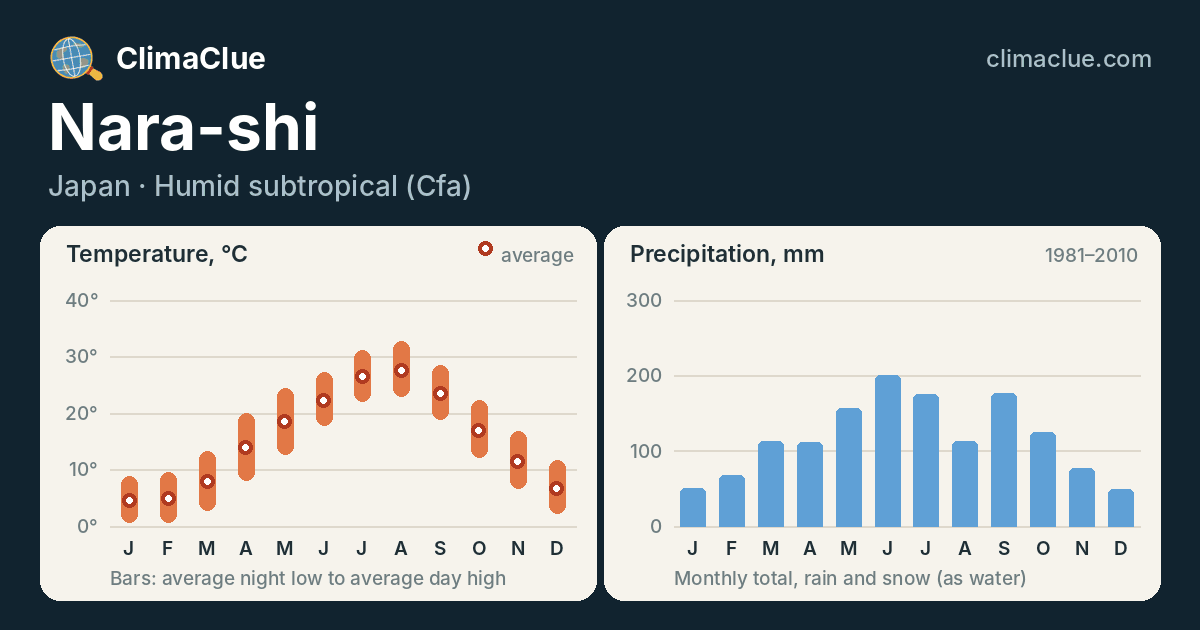 ClimaClue
climaclue.com
Nara-shi
Japan · Humid subtropical (Cfa)
Temperature, °C
average
40°
30°
20°
10°
0°
J F M A M J J A S O N D
Bars: average night low to average day high
Precipitation, mm
1981–2010
300
200
100
0
J F M A M J J A S O N D
Monthly total, rain and snow (as water)